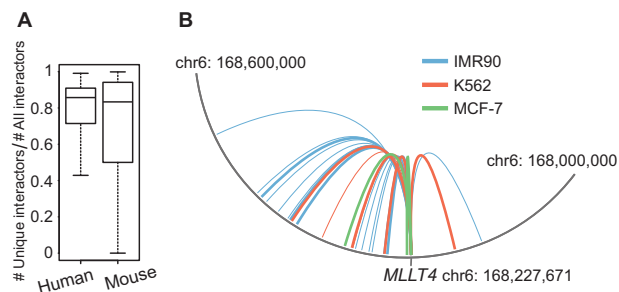 A
# Unique interactors/# All interactors
1
0.8
0.6
0.4
0.2
0
Human
Mouse
B
IMR90
K562
MCF-7
chr6: 168,600,000
chr6: 168,000,000
MLLT4 chr6: 168,227,671